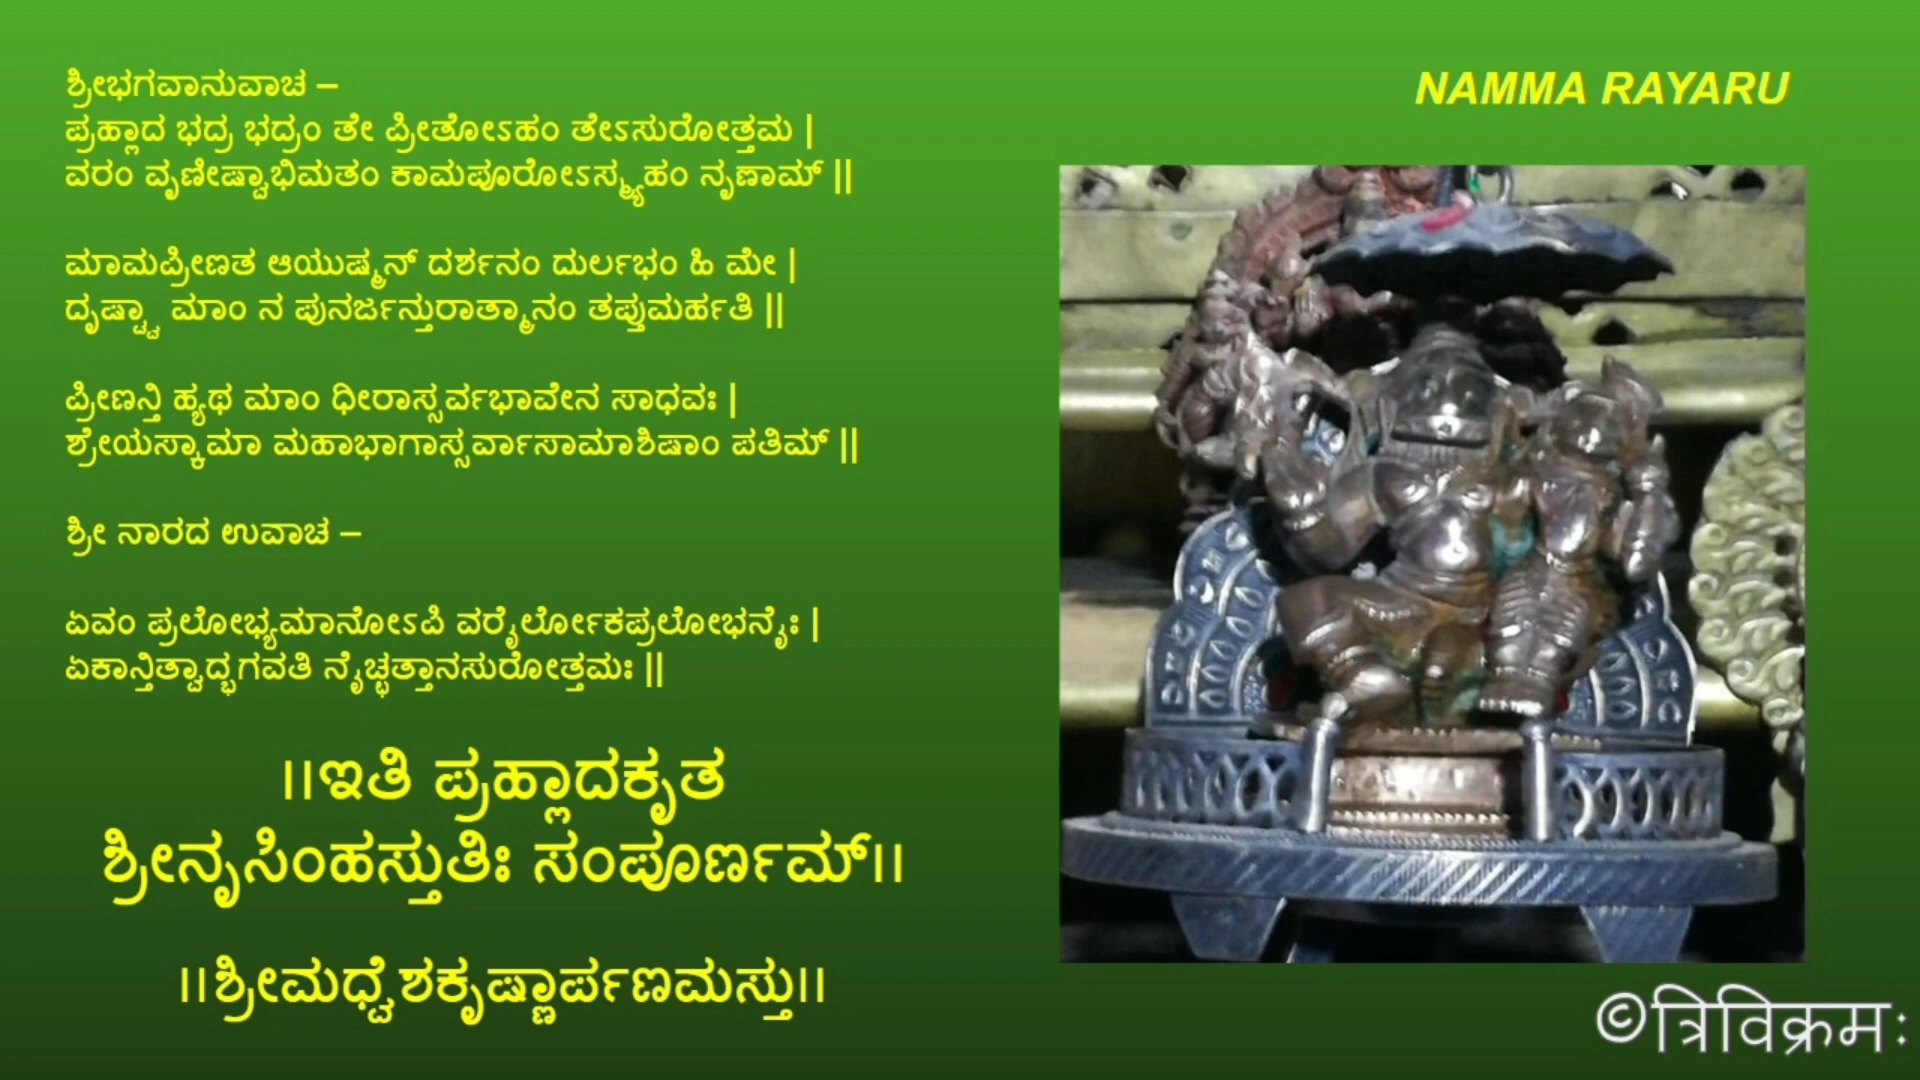 ಶ್ರೀಭಗವಾನುವಾಚ –
ಪ್ರಹ್ಲಾದ ಭದ್ರ ಭದ್ರಂ ತೇ ಪ್ರೀತೋಽಹಂ ತೇಽಸುರೋತ್ತಮ |
ವರಂ ವೃಣೀಷ್ವಾಭಿಮತಂ ಕಾಮಪೂರೋಽಸ್ಮ್ಯಹಂ ನೃಣಾಮ್ ||
ಮಾಮಪ್ರೀಣತ ಆಯುಷ್ಮನ್ ದರ್ಶನಂ ದುರ್ಲಭಂ ಹಿ ಮೇ |
ದೃಷ್ಟ್ವಾ ಮಾಂ ನ ಪುನರ್ಜನ್ತುರಾತ್ಮಾನಂ ತಪ್ತುಮರ್ಹತಿ ||
ಪ್ರೀಣನ್ತಿ ಹ್ಯಥ ಮಾಂ ಧೀರಾಸ್ಸರ್ವಭಾವೇನ ಸಾಧವಃ |
ಶ್ರೇಯಸ್ಕಾಮಾ ಮಹಾಭಾಗಾಸ್ಸರ್ವಾಸಾಮಾಶಿಷಾಂ ಪತಿಮ್ ||
ಶ್ರೀ ನಾರದ ಉವಾಚ –
ಏವಂ ಪ್ರಲೋಭ್ಯಮಾನೋಽಪಿ ವರೈರ್ಲೋಕಪ್ರಲೋಭನೈಃ |
ಏಕಾನ್ತಿತ್ವಾದ್ಭಗವತಿ ನೈಚ್ಛತ್ತಾನಸುರೋತ್ತಮಃ ||
।।ಇತಿ ಪ್ರಹ್ಲಾದಕೃತ
ಶ್ರೀನೃಸಿಂಹಸ್ತುತಿಃ ಸಂಪೂರ್ಣಮ್।।
।।ಶ್ರೀಮಧ್ವೇಶಕೃಷ್ಣಾರ್ಪಣಮಸ್ತು।।
NAMMA RAYARU
©त्रिविक्रमः